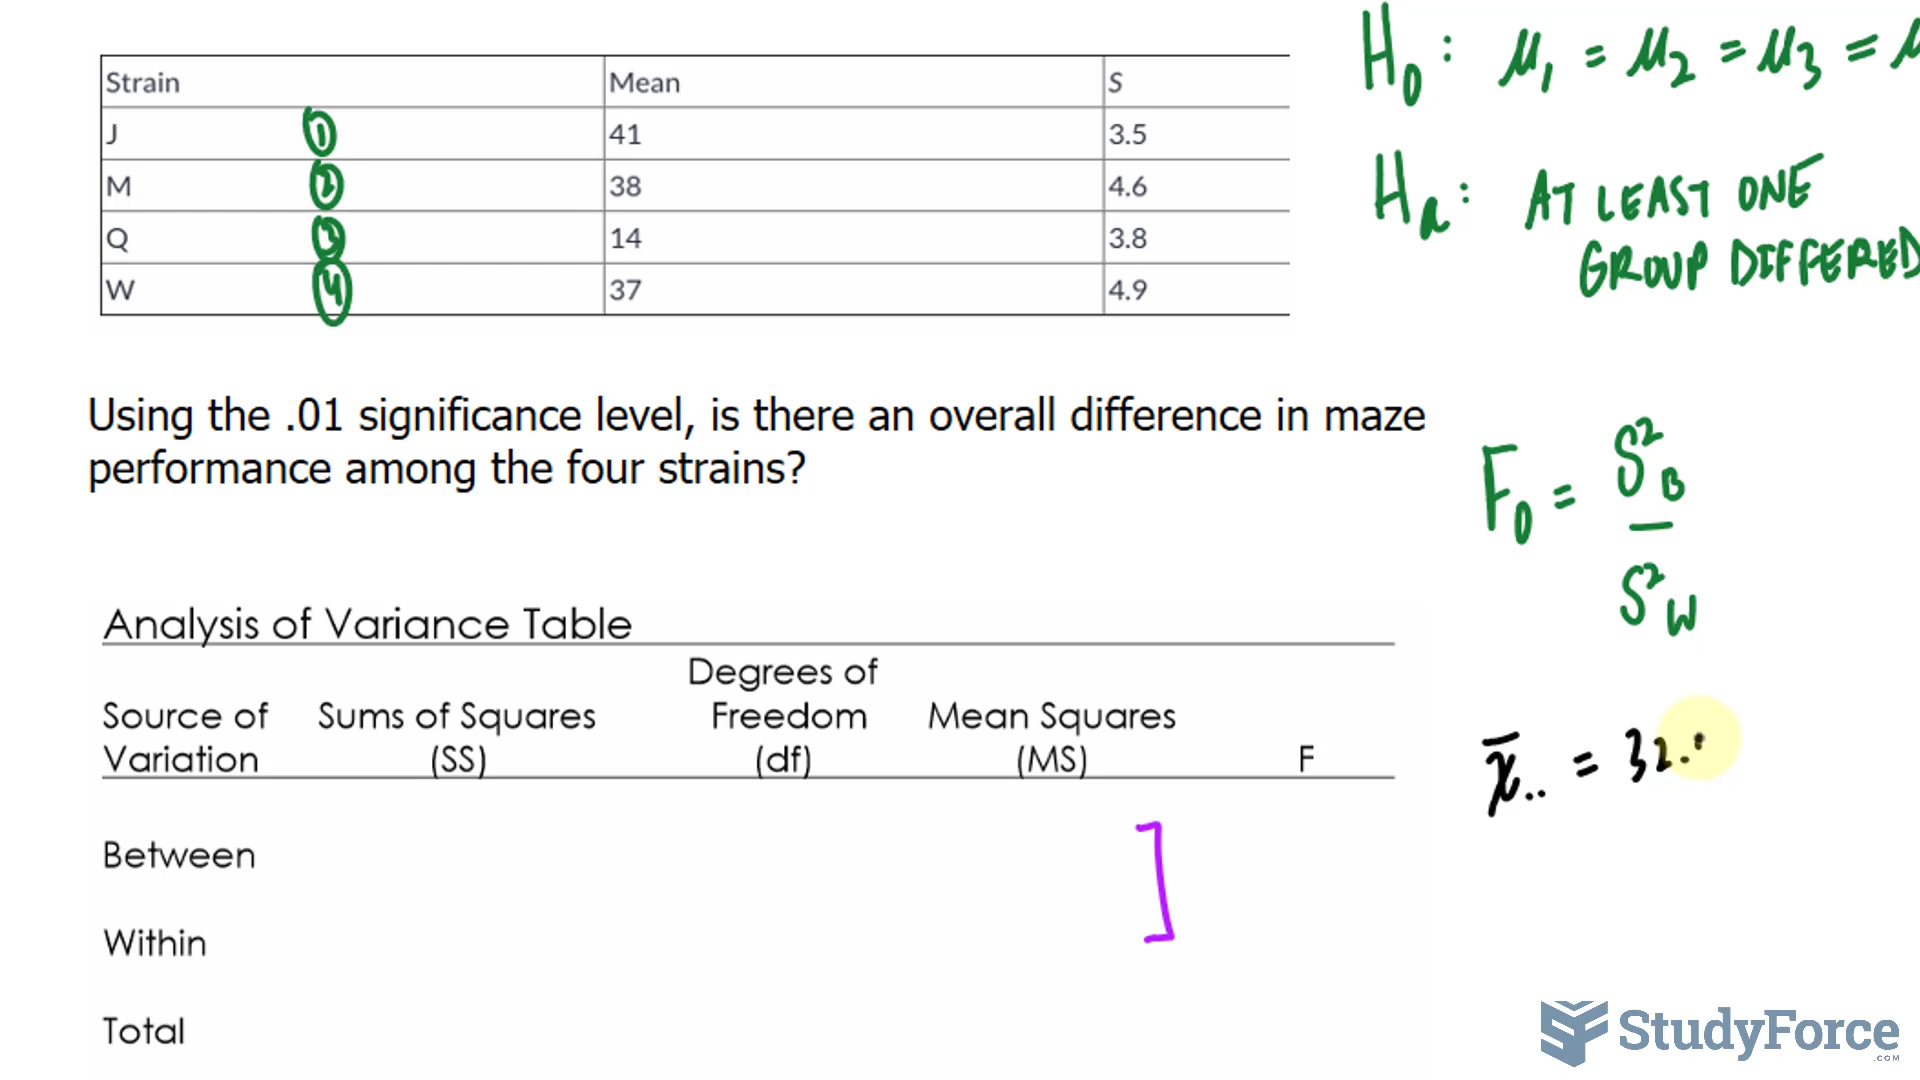 Strain Mean S
J ① 41 3.5
M ② 38 4.6
Q ③ 14 3.8
W ④ 37 4.9
H₀ : μ₁ = μ₂ = μ₃ = μ
Hₐ : AT LEAST ONE
GROUP DIFFERED
Using the .01 significance level, is there an overall difference in maze
performance among the four strains?
F₀ = S²_B / S²_W
Analysis of Variance Table
Degrees of
Source of Sums of Squares Freedom Mean Squares
Variation (SS) (df) (MS) F
x̄.. = 32.
Between
Within
Total
StudyForce
.COM